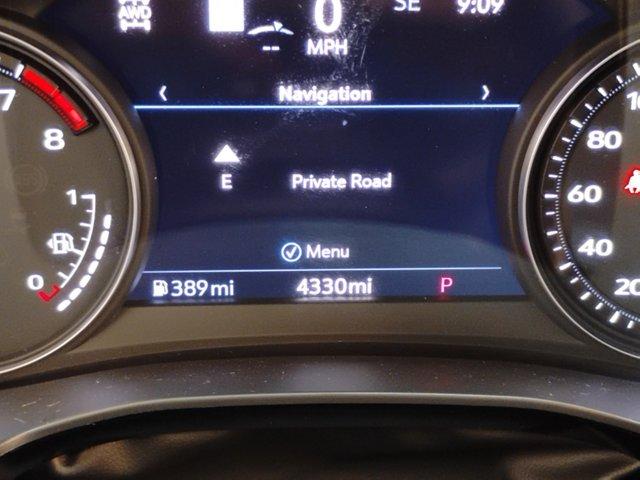 AWD
0
SE
9:09
--
MPH
‹ Navigation ›
7
8
E
Private Road
1
0
Menu
389mi
4330mi
P
80
60
40
20